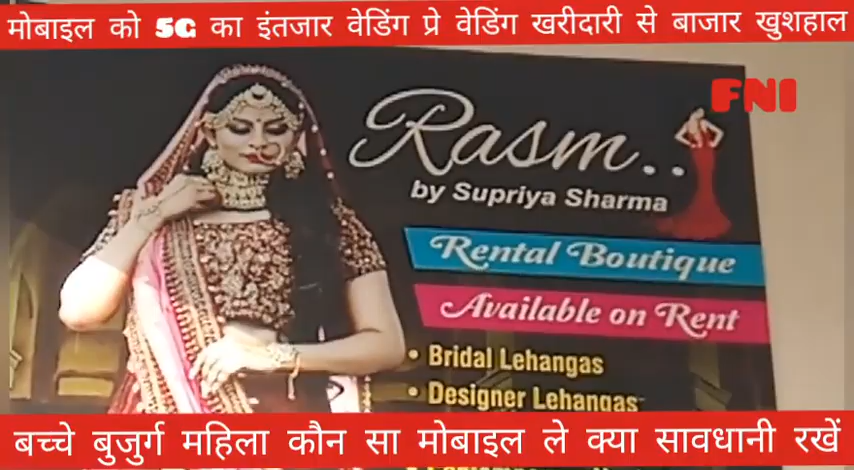 मोबाइल को 5G का इंतजार वेडिंग प्रे वेडिंग खरीदारी से बाजार खुशहाल
FNI
Rasm..
by Supriya Sharma
Rental Boutique
Available on Rent
• Bridal Lehangas
• Designer Lehangas
बच्चे बुजुर्ग महिला कौन सा मोबाइल ले क्या सावधानी रखें